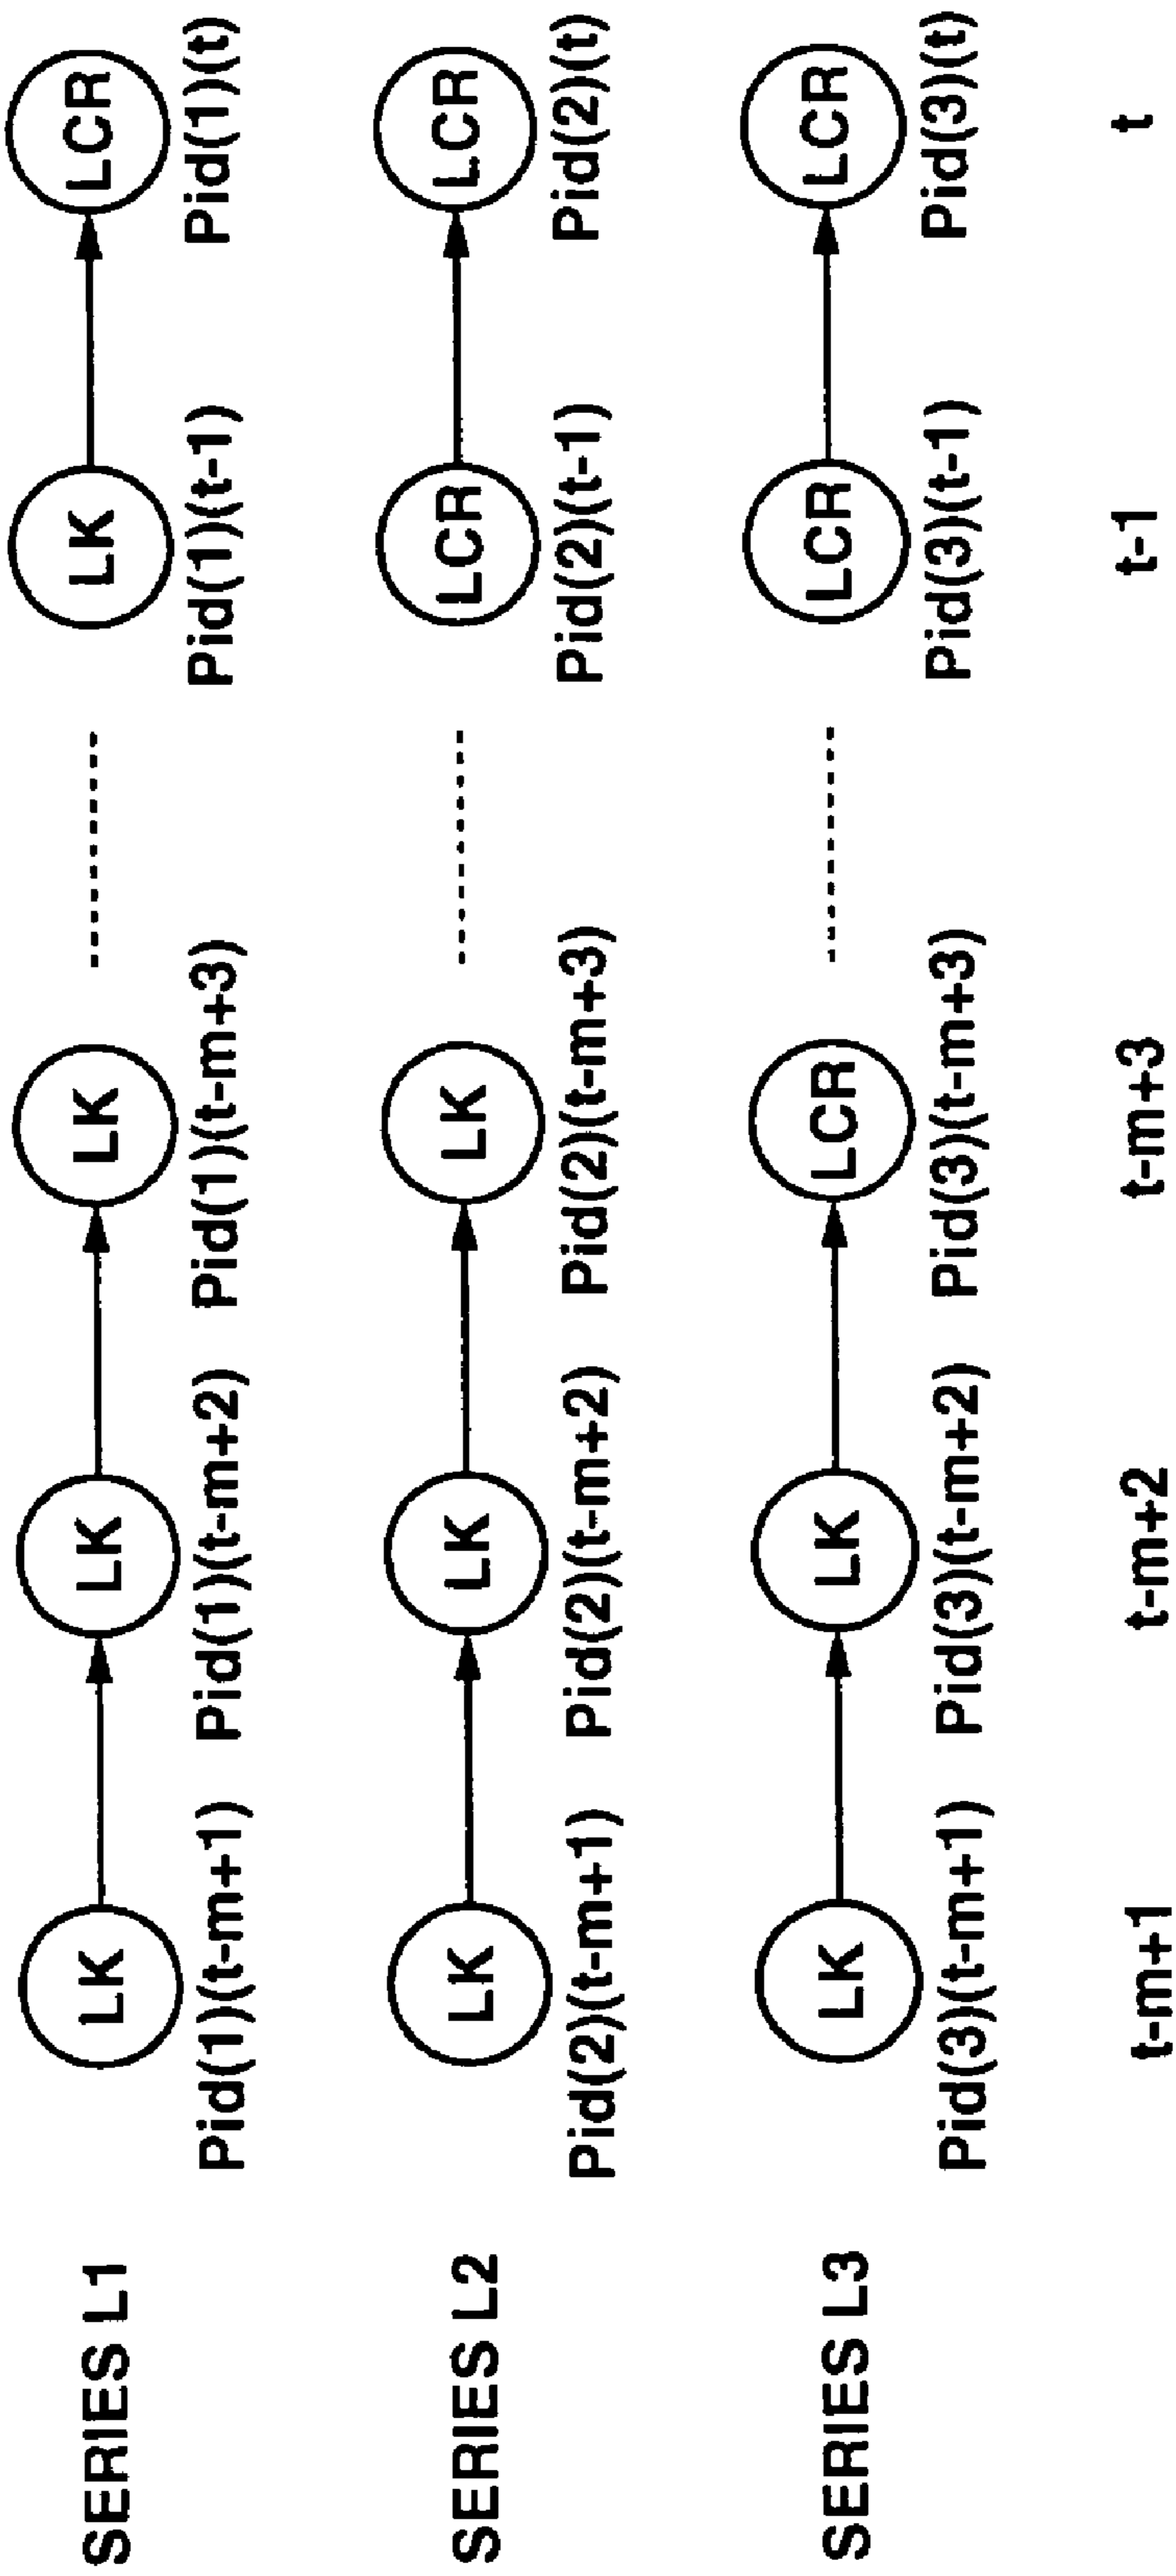 SERIES L1
LK LK LK LK LCR
Pid(1)(t-m+1) Pid(1)(t-m+2) Pid(1)(t-m+3) Pid(1)(t-1) Pid(1)(t)
SERIES L2
LK LK LK LCR LCR
Pid(2)(t-m+1) Pid(2)(t-m+2) Pid(2)(t-m+3) Pid(2)(t-1) Pid(2)(t)
SERIES L3
LK LK LCR LCR LCR
Pid(3)(t-m+1) Pid(3)(t-m+2) Pid(3)(t-m+3) Pid(3)(t-1) Pid(3)(t)
t-m+1 t-m+2 t-m+3 t-1 t